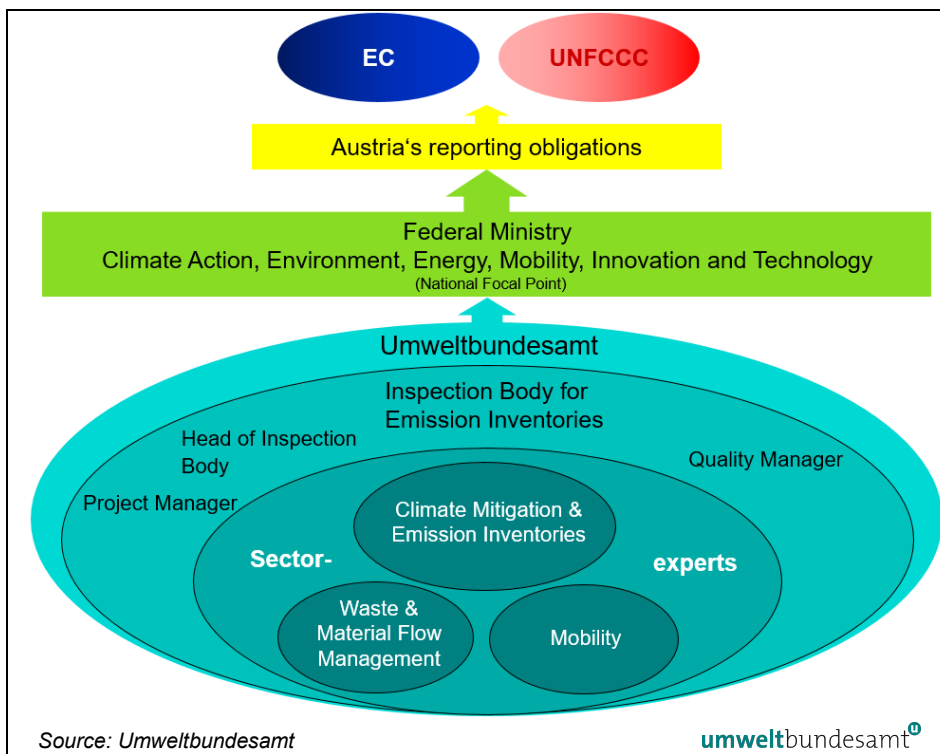 EC
UNFCCC
Austria‘s reporting obligations
Federal Ministry
Climate Action, Environment, Energy, Mobility, Innovation and Technology
(National Focal Point)
Umweltbundesamt
Inspection Body for
Emission Inventories
Head of Inspection
Body
Quality Manager
Project Manager
Climate Mitigation &
Emission Inventories
Sector-
experts
Waste &
Material Flow
Management
Mobility
Source: Umweltbundesamt
umweltbundesamt u